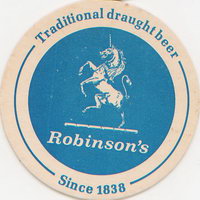 Traditional draught beer
Robinson's
Since 1838